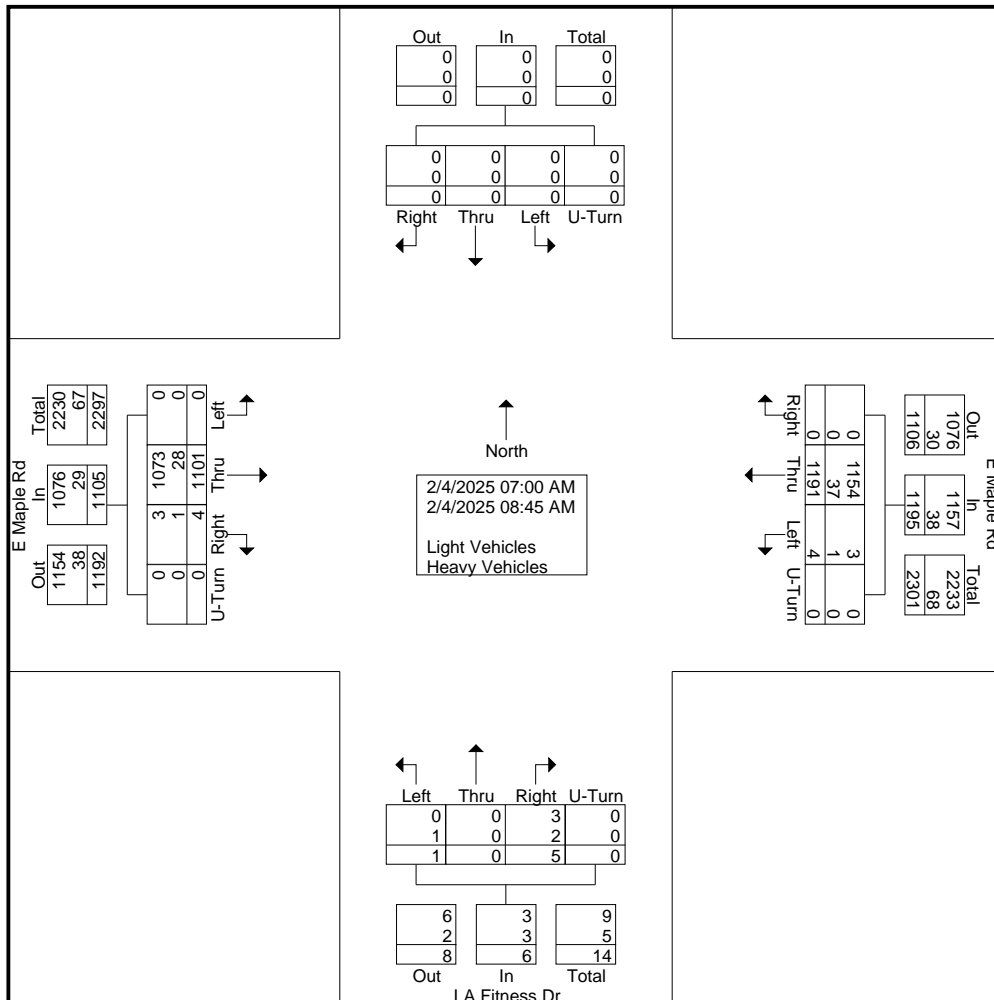 Out In Total
0 0 0
0 0 0
0 0 0
0 0 0 0
0 0 0 0
0 0 0 0
Right Thru Left U-Turn
E Maple Rd
Total In Out
2230 1076 1154
67 29 38
2297 1105 1192
0 1073 3 0
0 28 1 0
0 1101 4 0
Left Thru Right U-Turn
North
2/4/2025 07:00 AM
2/4/2025 08:45 AM
Light Vehicles
Heavy Vehicles
Right Thru Left U-Turn
0 1154 3 0
0 37 1 0
0 1191 4 0
Out In Total
1076 1157 2233
30 38 68
1106 1195 2301
E Maple Rd
Left Thru Right U-Turn
0 0 3 0
1 0 2 0
1 0 5 0
6 3 9
2 3 5
8 6 14
Out In Total
LA Fitness Dr